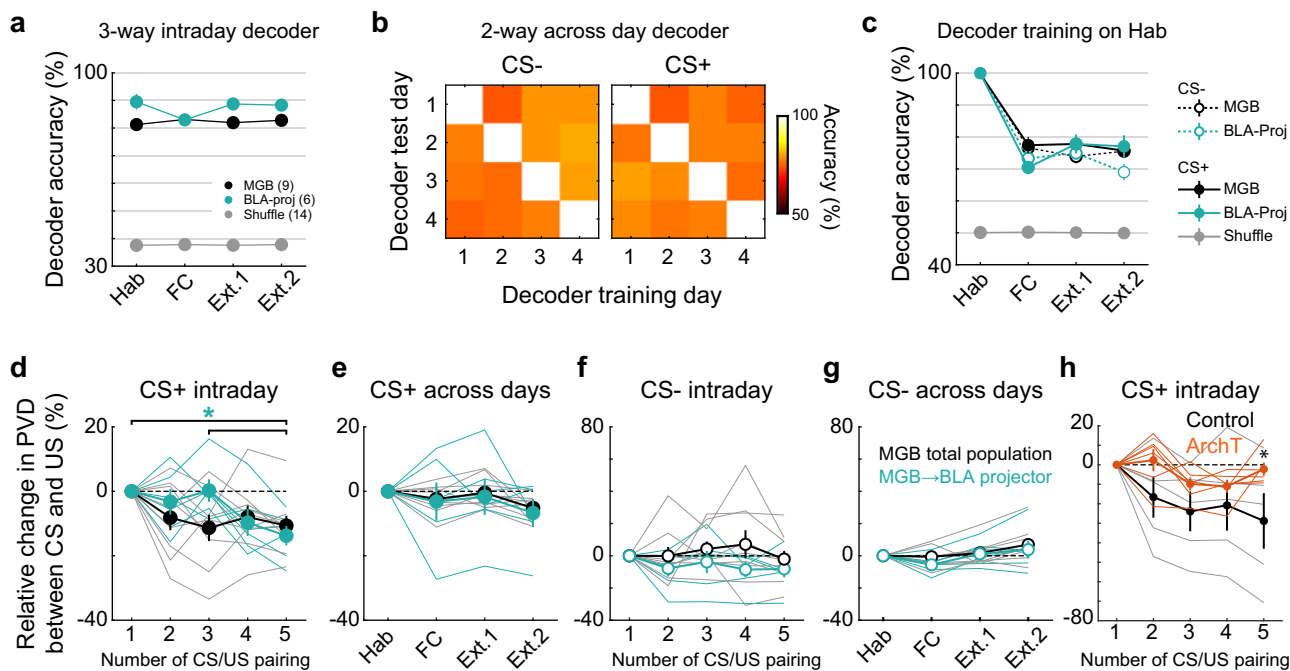 a
3-way intraday decoder
Decoder accuracy (%)
100
30
MGB (9)
BLA-proj (6)
Shuffle (14)
Hab
FC
Ext.1
Ext.2
b
2-way across day decoder
CS-
CS+
Decoder test day
1
2
3
4
1 2 3 4
1 2 3 4
Decoder training day
100
50
Accuracy (%)
c
Decoder training on Hab
Decoder accuracy (%)
100
40
Hab
FC
Ext.1
Ext.2
CS-
MGB
BLA-Proj
CS+
MGB
BLA-Proj
Shuffle
d
CS+ intraday
Relative change in PVD
between CS and US (%)
20
0
-40
*
1 2 3 4 5
Number of CS/US pairing
e
CS+ across days
20
0
-40
Hab
FC
Ext.1
Ext.2
f
CS- intraday
80
0
-40
1 2 3 4 5
Number of CS/US pairing
g
CS- across days
80
0
-40
MGB total population
MGB→BLA projector
Hab
FC
Ext.1
Ext.2
h
CS+ intraday
20
0
-80
Control
ArchT
*
1 2 3 4 5
Number of CS/US pairing